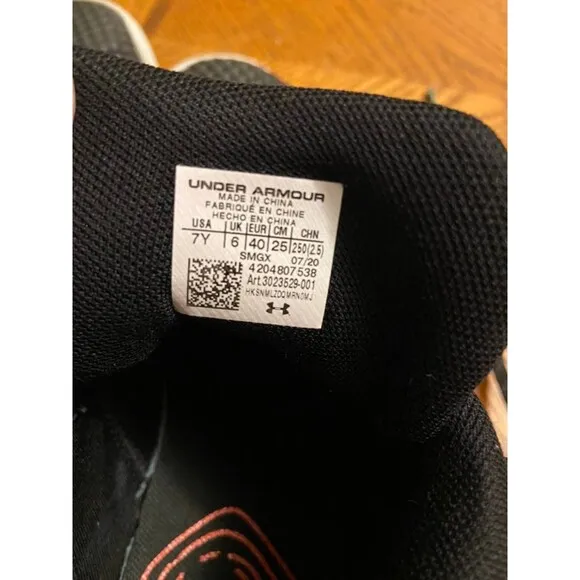 UNDER ARMOUR
MADE IN CHINA
FABRIQUÉ EN CHINE
HECHO EN CHINA
USA UK EUR CM CHN
7Y 6 40 25 250(2.5)
SMGX 07/20
4204807538
Art.3023529-001